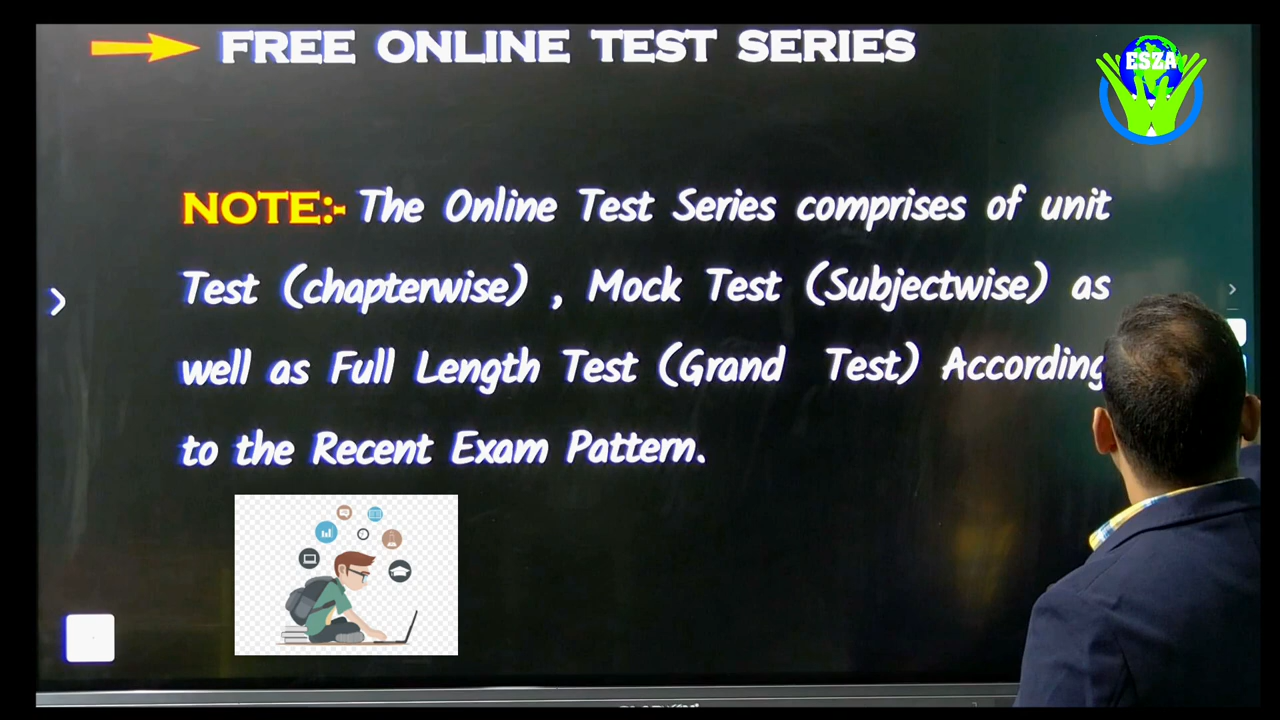 FREE ONLINE TEST SERIES
ESZA
NOTE:- The Online Test Series comprises of unit
Test (chapterwise) , Mock Test (Subjectwise) as
well as Full Length Test (Grand Test) According
to the Recent Exam Pattern.